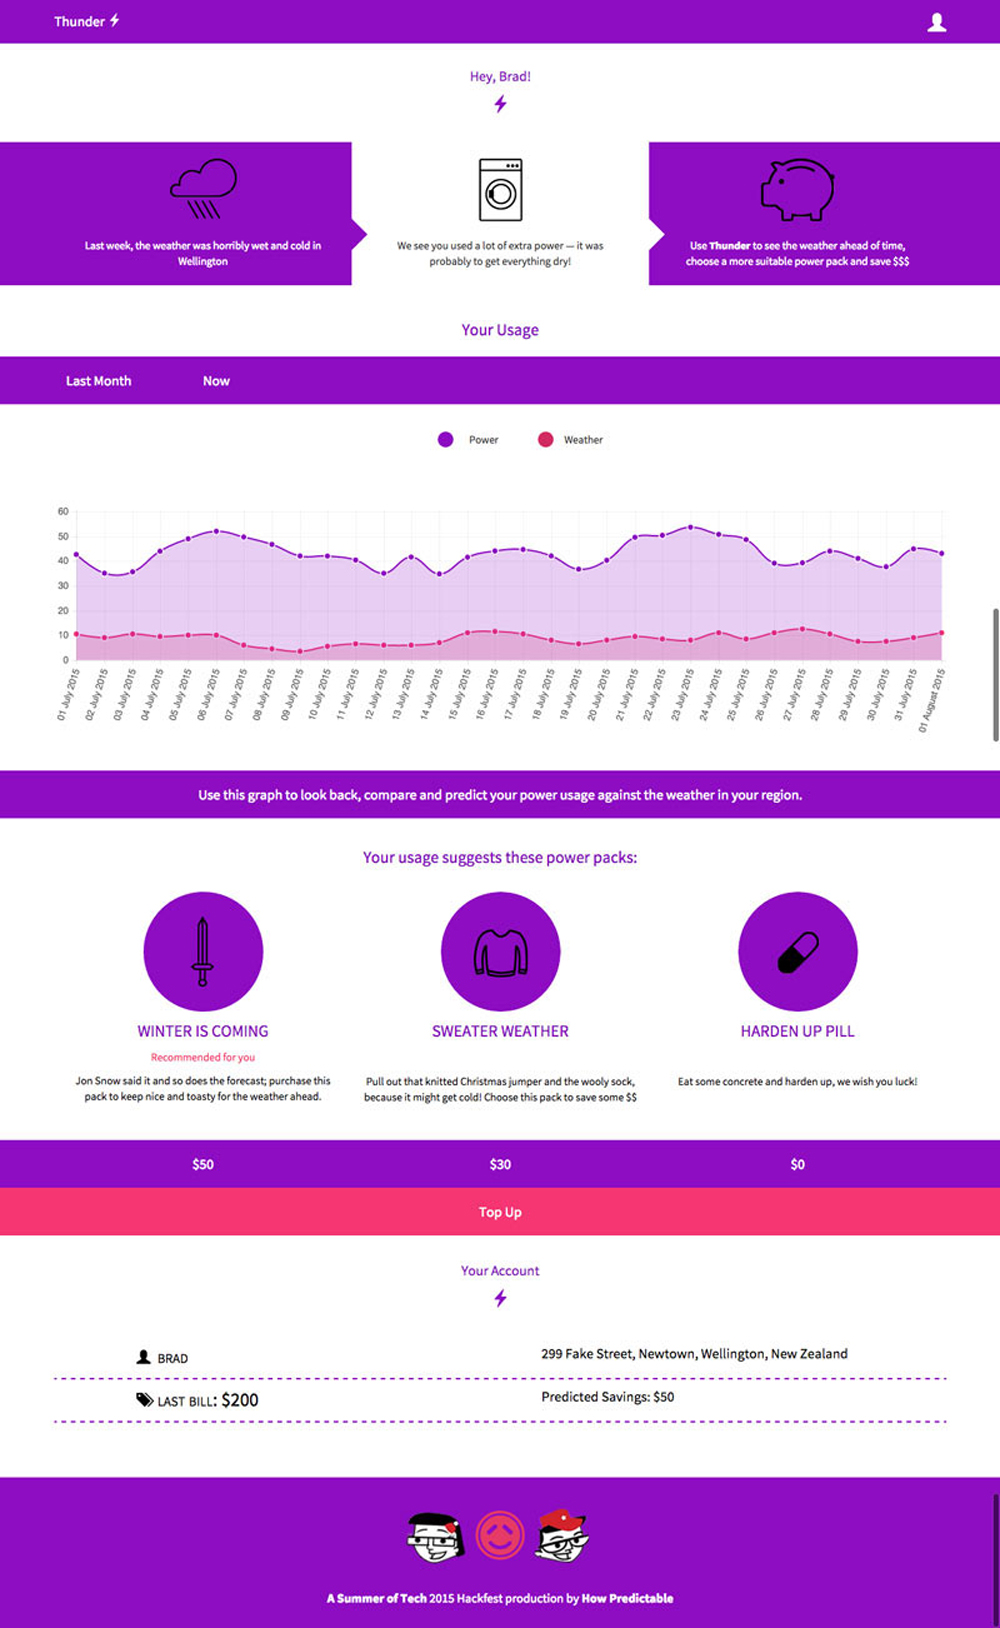 Thunder
Hey, Brad!
Last week, the weather was horribly wet and cold in
Wellington
We see you used a lot of extra power — it was
probably to get everything dry!
Use Thunder to see the weather ahead of time,
choose a more suitable power pack and save $$$
Your Usage
Last Month Now
Power Weather
60
50
40
30
20
10
0
01 July 2015
02 July 2015
03 July 2015
04 July 2015
05 July 2015
06 July 2015
07 July 2015
08 July 2015
09 July 2015
10 July 2015
11 July 2015
12 July 2015
13 July 2015
14 July 2015
15 July 2015
16 July 2015
17 July 2015
18 July 2015
19 July 2015
20 July 2015
21 July 2015
22 July 2015
23 July 2015
24 July 2015
25 July 2015
26 July 2015
27 July 2015
28 July 2015
29 July 2015
30 July 2015
31 July 2015
01 August 2015
Use this graph to look back, compare and predict your power usage against the weather in your region.
Your usage suggests these power packs:
WINTER IS COMING
Recommended for you
Jon Snow said it and so does the forecast; purchase this
pack to keep nice and toasty for the weather ahead.
SWEATER WEATHER
Pull out that knitted Christmas jumper and the wooly sock,
because it might get cold! Choose this pack to save some $$
HARDEN UP PILL
Eat some concrete and harden up, we wish you luck!
$50 $30 $0
Top Up
Your Account
BRAD
299 Fake Street, Newtown, Wellington, New Zealand
LAST BILL: $200
Predicted Savings: $50
A Summer of Tech 2015 Hackfest production by How Predictable